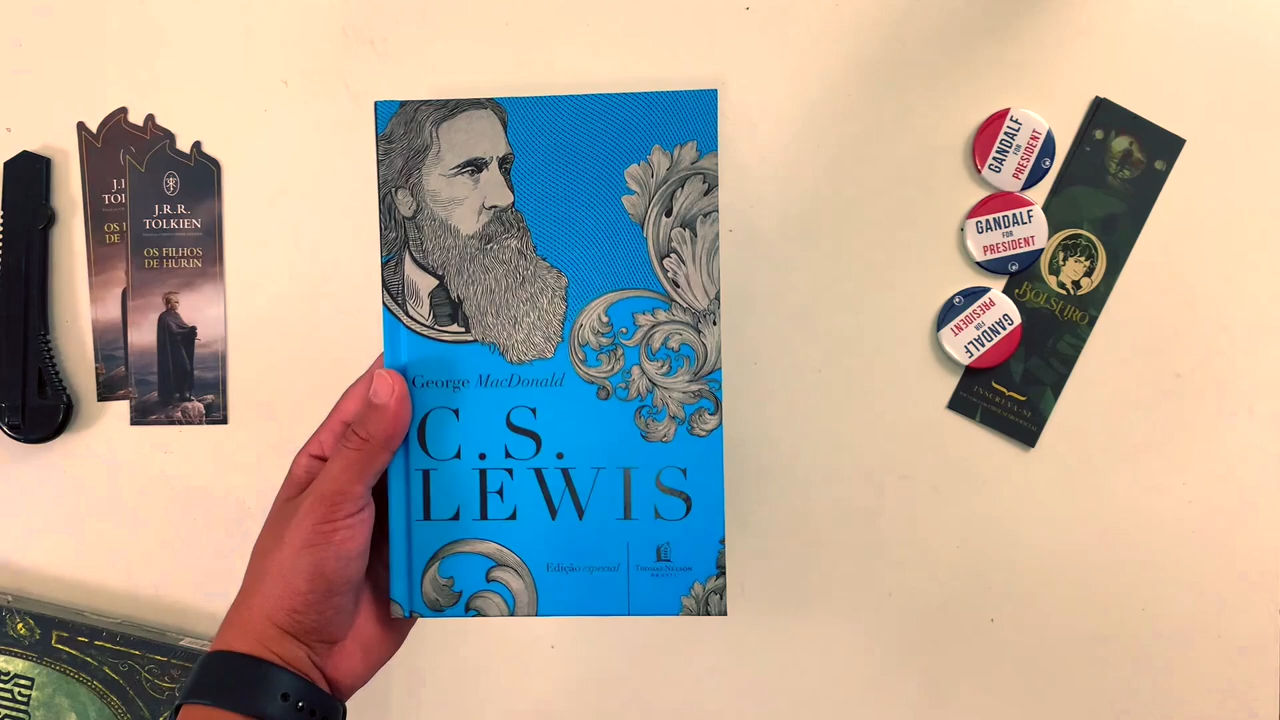 J.R.R.
TOLKIEN
OS FILHOS
DE HÚRIN
George MacDonald
C. S.
LEWIS
Edição especial
THOMAS NELSON
BRASIL
GANDALF
FOR
PRESIDENT
GANDALF
FOR
PRESIDENT
GANDALF
FOR
PRESIDENT
BOLSEIRO
INSCREVA-SE